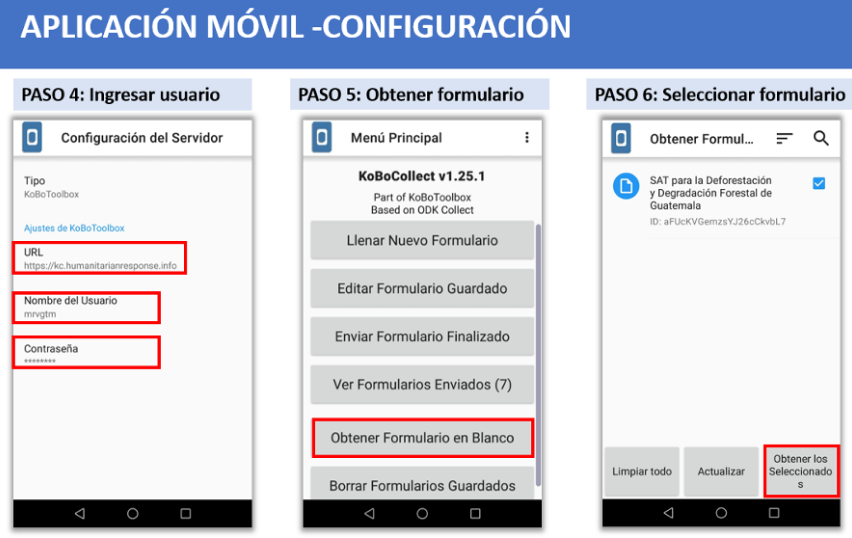 APLICACIÓN MÓVIL -CONFIGURACIÓN
PASO 4: Ingresar usuario
Configuración del Servidor
Tipo
KoBoToolbox
Ajustes de KoBoToolbox
URL
https://kc.humanitarianresponse.info
Nombre del Usuario
mrvgtm
Contraseña
********
PASO 5: Obtener formulario
Menú Principal
KoBoCollect v1.25.1
Part of KoBoToolbox
Based on ODK Collect
Llenar Nuevo Formulario
Editar Formulario Guardado
Enviar Formulario Finalizado
Ver Formularios Enviados (7)
Obtener Formulario en Blanco
Borrar Formularios Guardados
PASO 6: Seleccionar formulario
Obtener Formul...
SAT para la Deforestación
y Degradación Forestal de
Guatemala
ID: aFUcKVGemzsYJ26cCkvbL7
Limpiar todo
Actualizar
Obtener los
Seleccionado
s